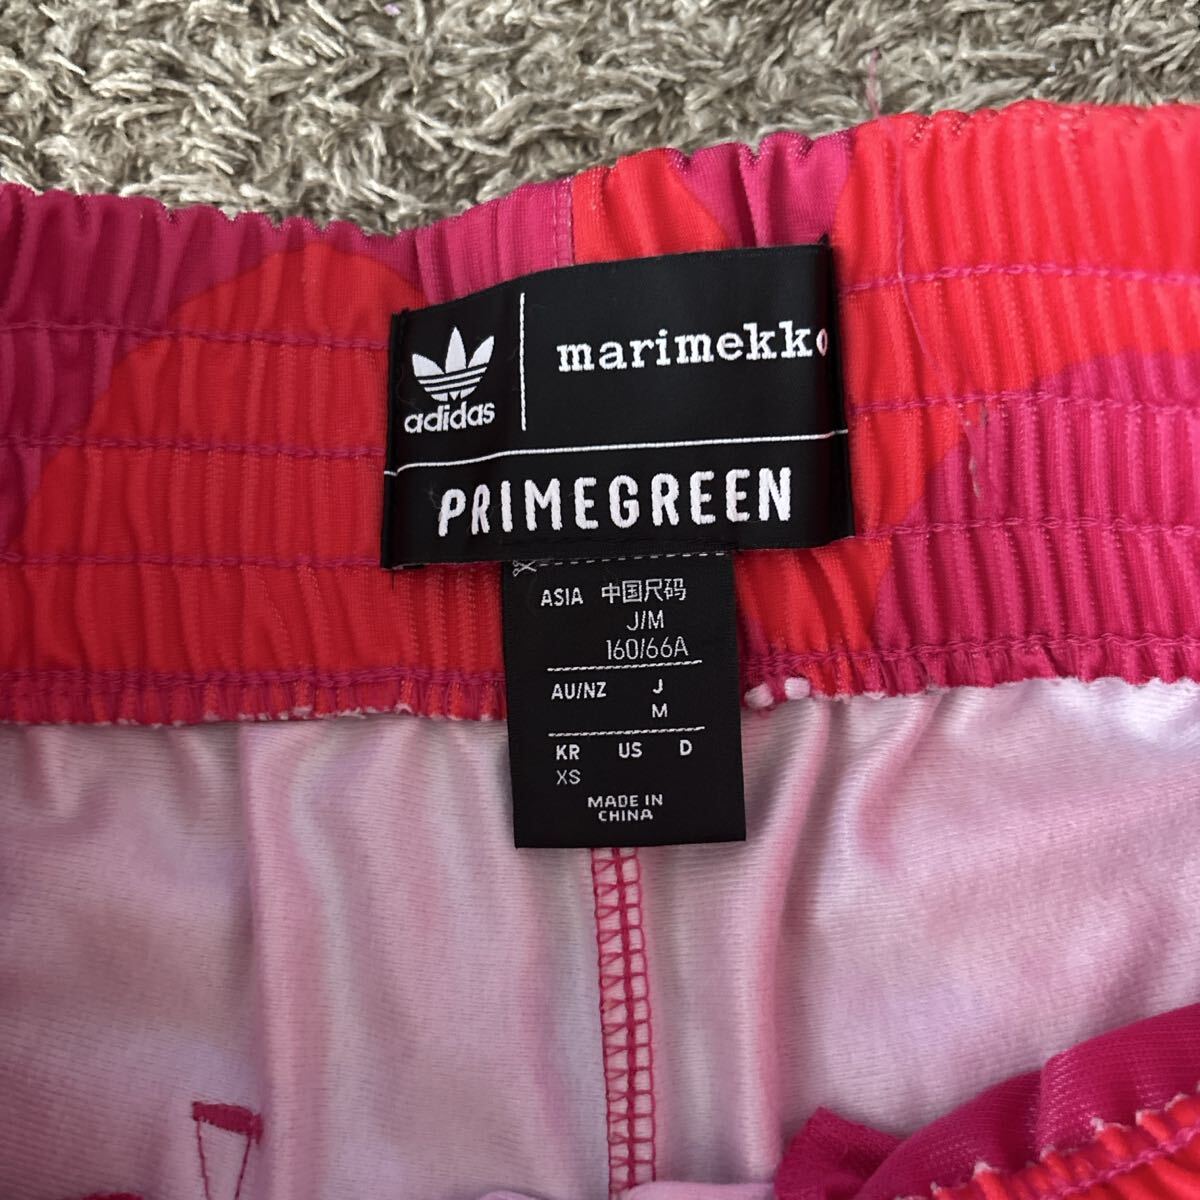 adidas
marimekko
PRIMEGREEN
ASIA 中国尺码
J/M
160/66A
AU/NZ J
M
KR US D
XS
MADE IN
CHINA